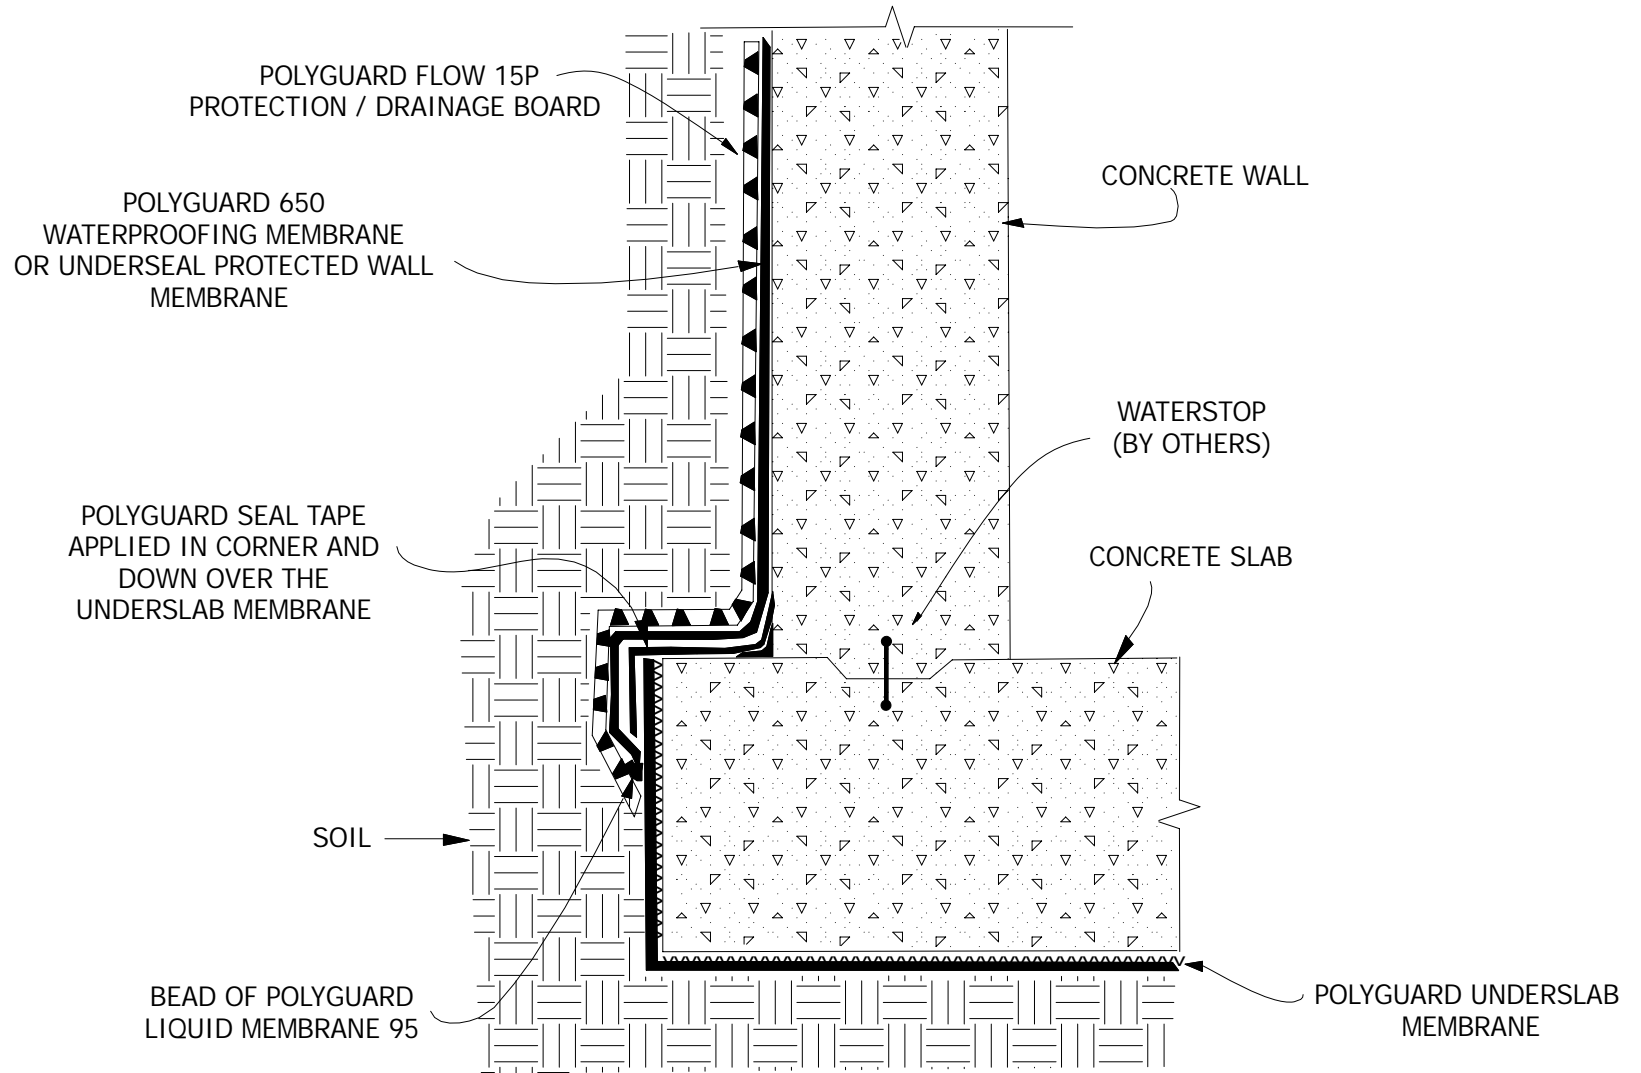 POLYGUARD FLOW 15P
PROTECTION / DRAINAGE BOARD
CONCRETE WALL
POLYGUARD 650
WATERPROOFING MEMBRANE
OR UNDERSEAL PROTECTED WALL
MEMBRANE
WATERSTOP
(BY OTHERS)
POLYGUARD SEAL TAPE
APPLIED IN CORNER AND
DOWN OVER THE
UNDERSLAB MEMBRANE
CONCRETE SLAB
SOIL
BEAD OF POLYGUARD
LIQUID MEMBRANE 95
POLYGUARD UNDERSLAB
MEMBRANE